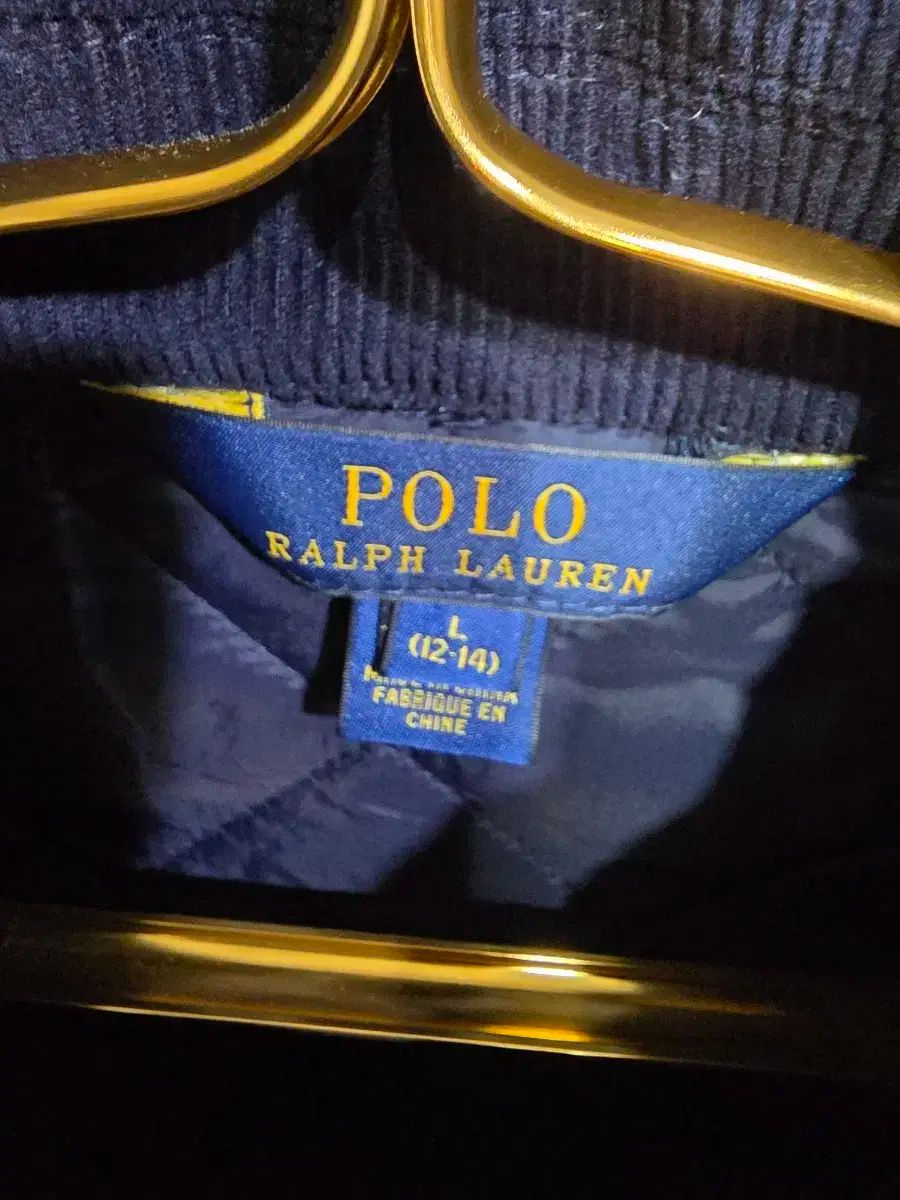 POLO
RALPH LAUREN
L
(12-14)
FABRIQUE EN
CHINE